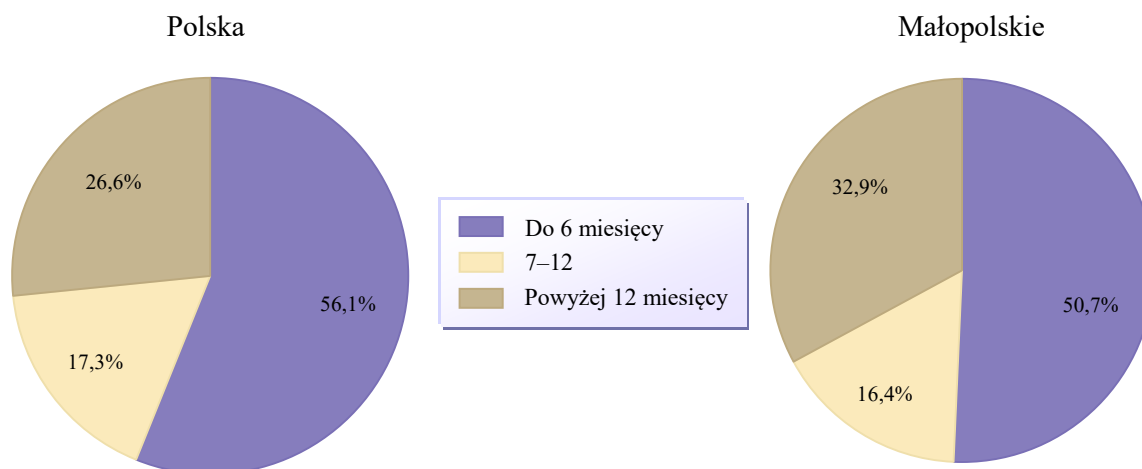 Polska
Małopolskie
26,6%
56,1%
17,3%
Do 6 miesięcy
7–12
Powyżej 12 miesięcy
32,9%
50,7%
16,4%